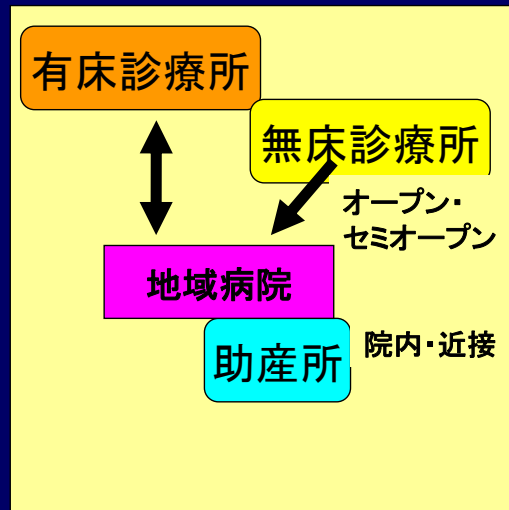 有床診療所
無床診療所
オープン・
セミオープン
地域病院
助産所
院内・近接